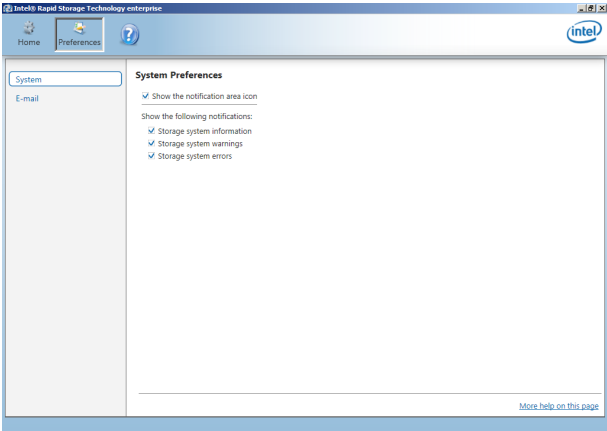 Intel® Rapid Storage Technology enterprise
Home
Preferences
?
intel
System
E-mail
System Preferences
Show the notification area icon
Show the following notifications:
Storage system information
Storage system warnings
Storage system errors
More help on this page